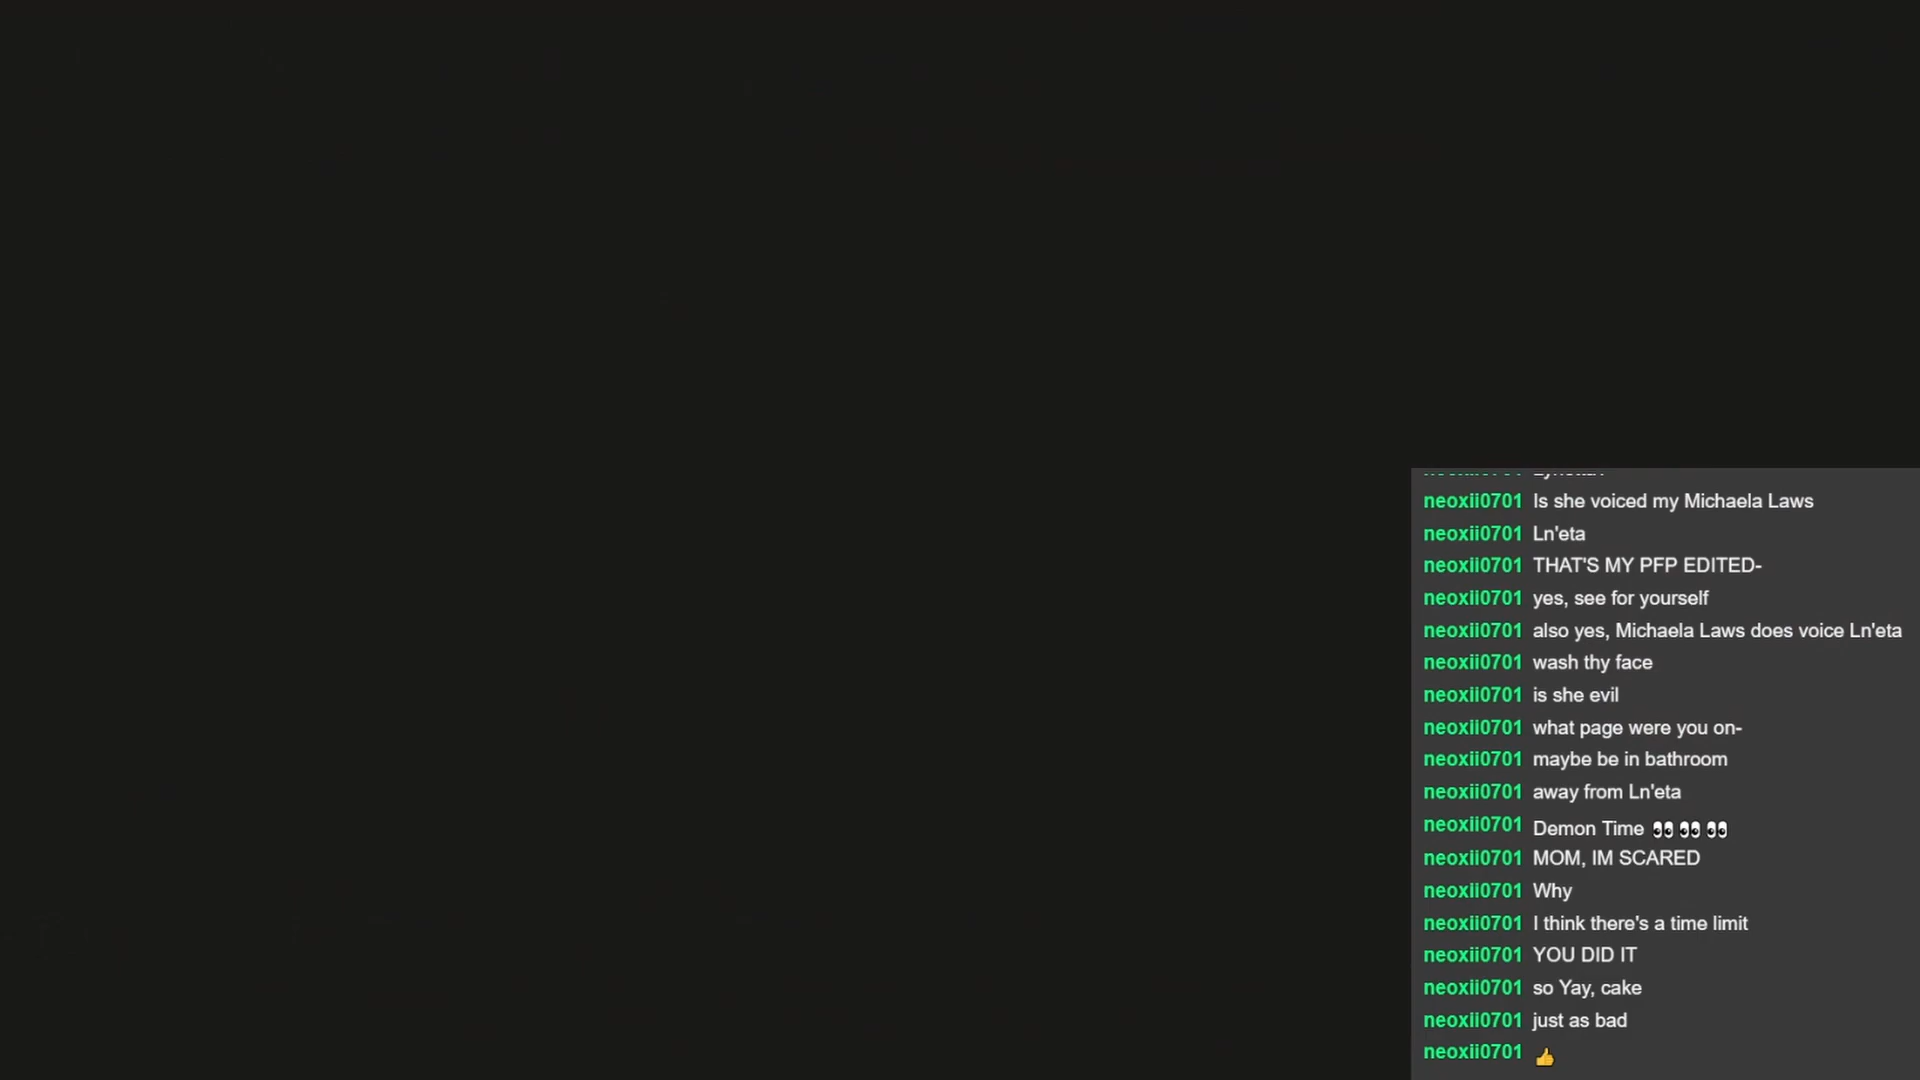 neoxii0701 Is she voiced my Michaela Laws
neoxii0701 Ln'eta
neoxii0701 THAT'S MY PFP EDITED-
neoxii0701 yes, see for yourself
neoxii0701 also yes, Michaela Laws does voice Ln'eta
neoxii0701 wash thy face
neoxii0701 is she evil
neoxii0701 what page were you on-
neoxii0701 maybe be in bathroom
neoxii0701 away from Ln'eta
neoxii0701 Demon Time 👀👀👀
neoxii0701 MOM, IM SCARED
neoxii0701 Why
neoxii0701 I think there's a time limit
neoxii0701 YOU DID IT
neoxii0701 so Yay, cake
neoxii0701 just as bad
neoxii0701 👍